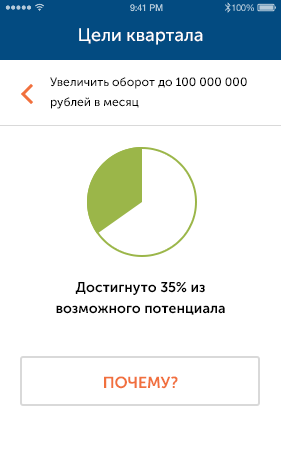 9:41 PM 100%
Цели квартала
Увеличить оборот до 100 000 000
рублей в месяц
Достигнуто 35% из
возможного потенциала
ПОЧЕМУ?